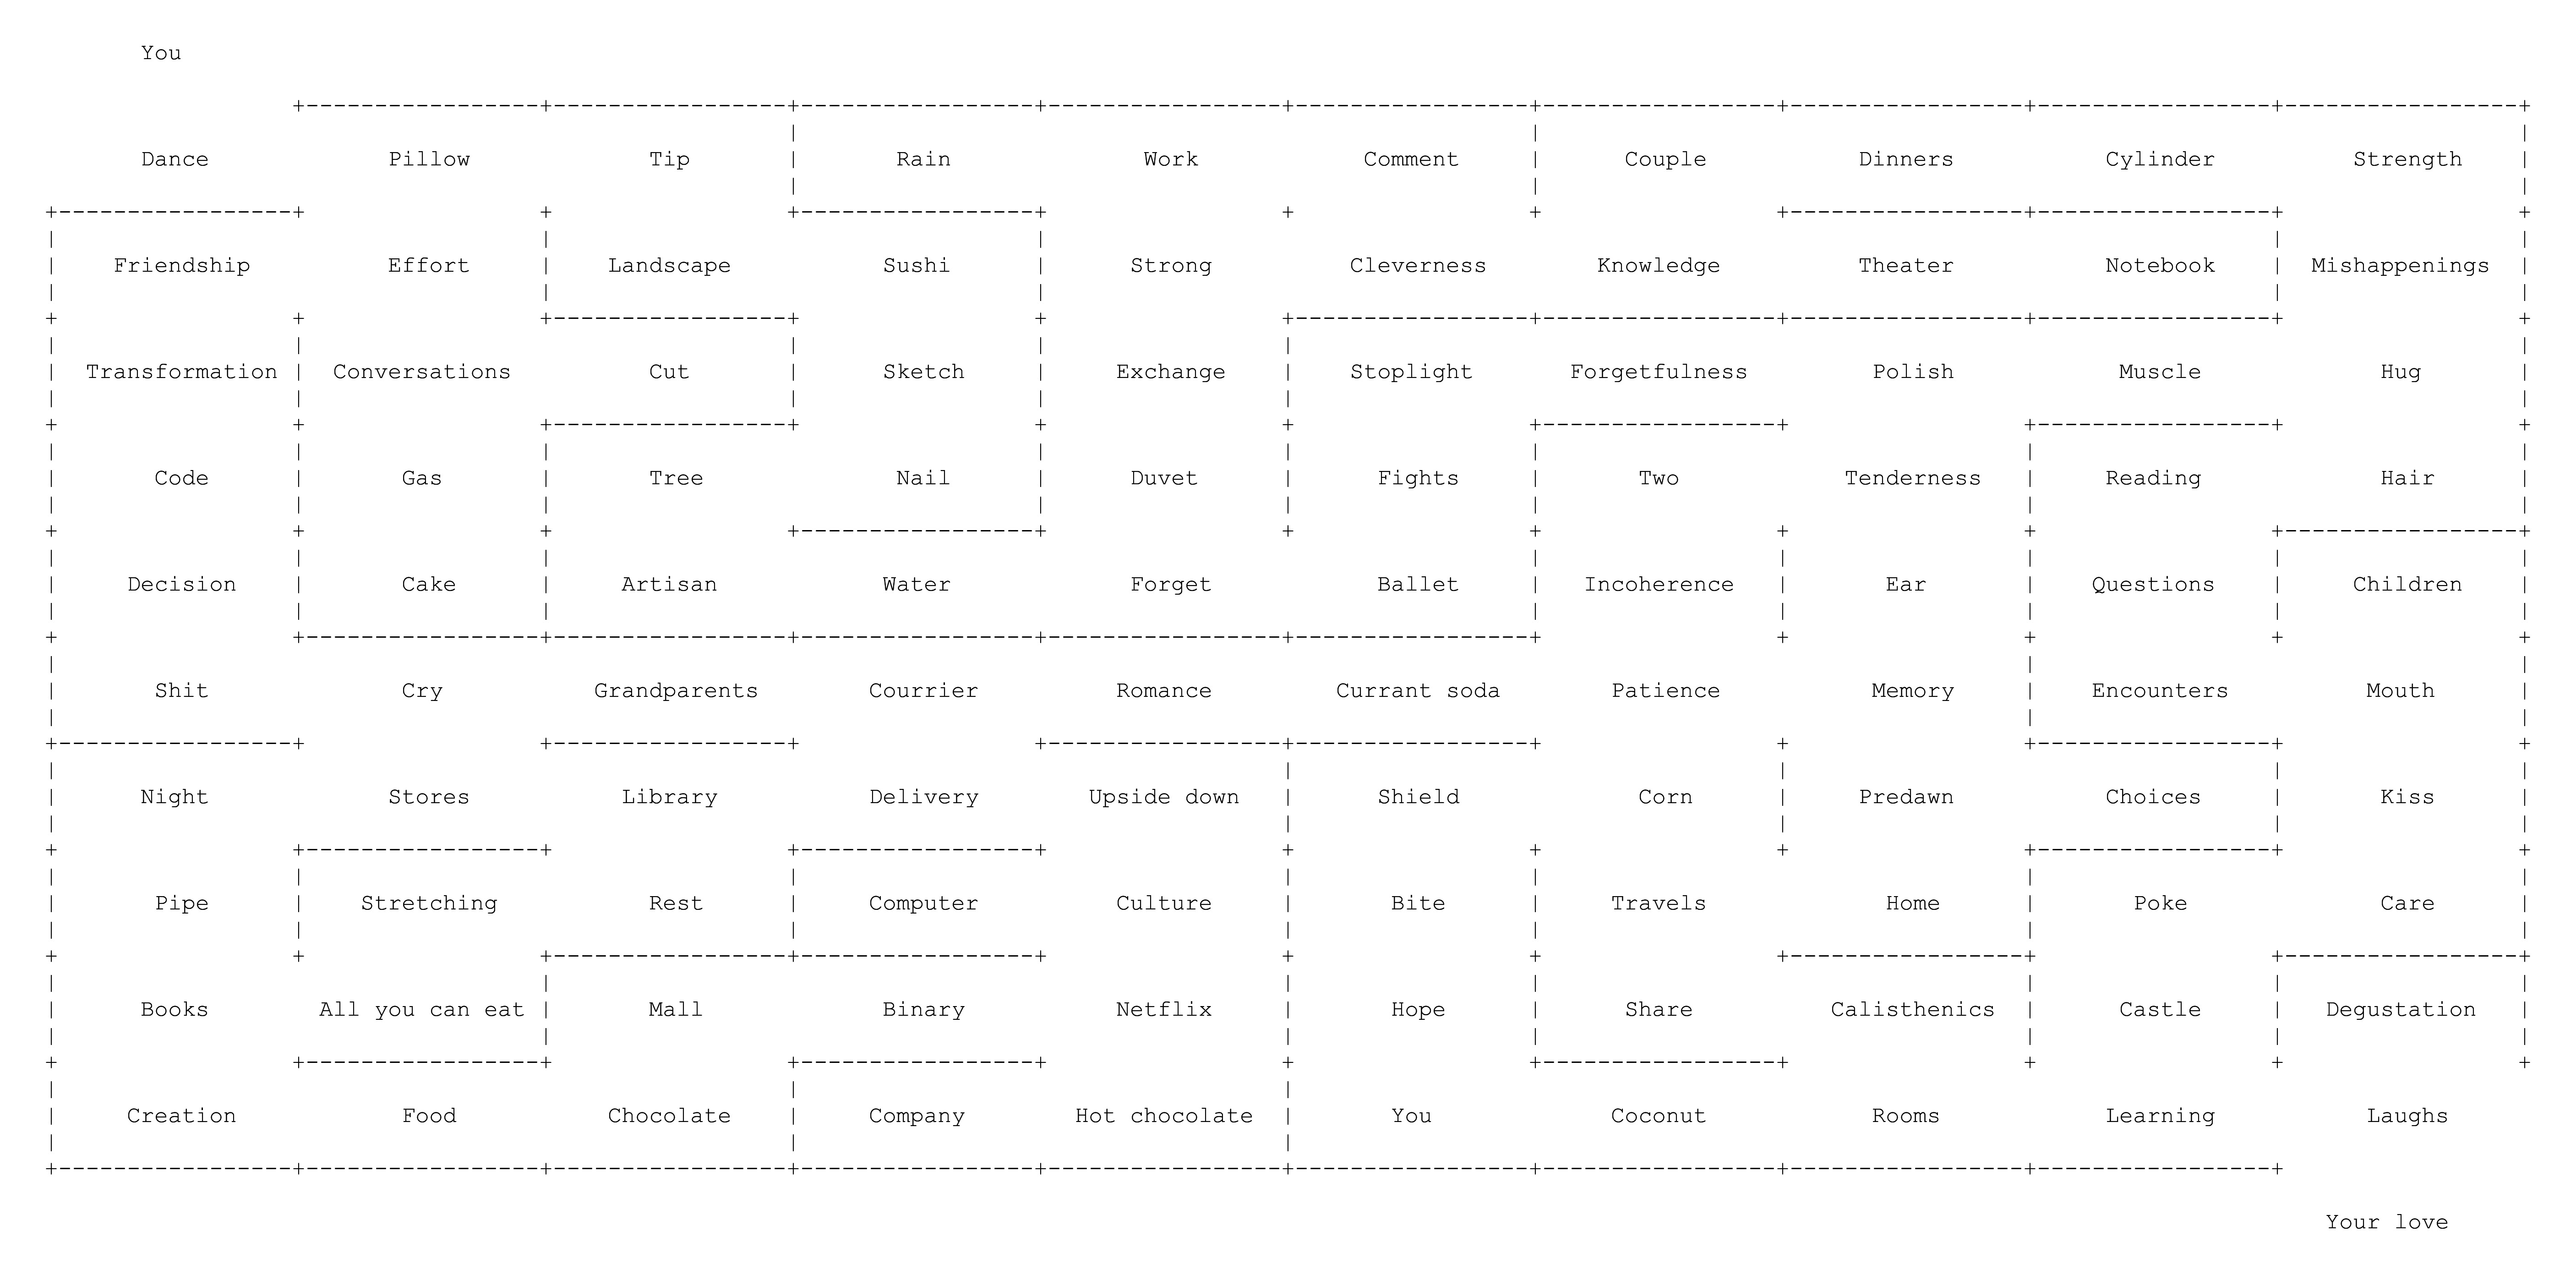 You
Dance Pillow Tip Rain Work Comment Couple Dinners Cylinder Strength
Friendship Effort Landscape Sushi Strong Cleverness Knowledge Theater Notebook Mishappenings
Transformation Conversations Cut Sketch Exchange Stoplight Forgetfulness Polish Muscle Hug
Code Gas Tree Nail Duvet Fights Two Tenderness Reading Hair
Decision Cake Artisan Water Forget Ballet Incoherence Ear Questions Children
Shit Cry Grandparents Courrier Romance Currant soda Patience Memory Encounters Mouth
Night Stores Library Delivery Upside down Shield Corn Predawn Choices Kiss
Pipe Stretching Rest Computer Culture Bite Travels Home Poke Care
Books All you can eat Mall Binary Netflix Hope Share Calisthenics Castle Degustation
Creation Food Chocolate Company Hot chocolate You Coconut Rooms Learning Laughs
Your love